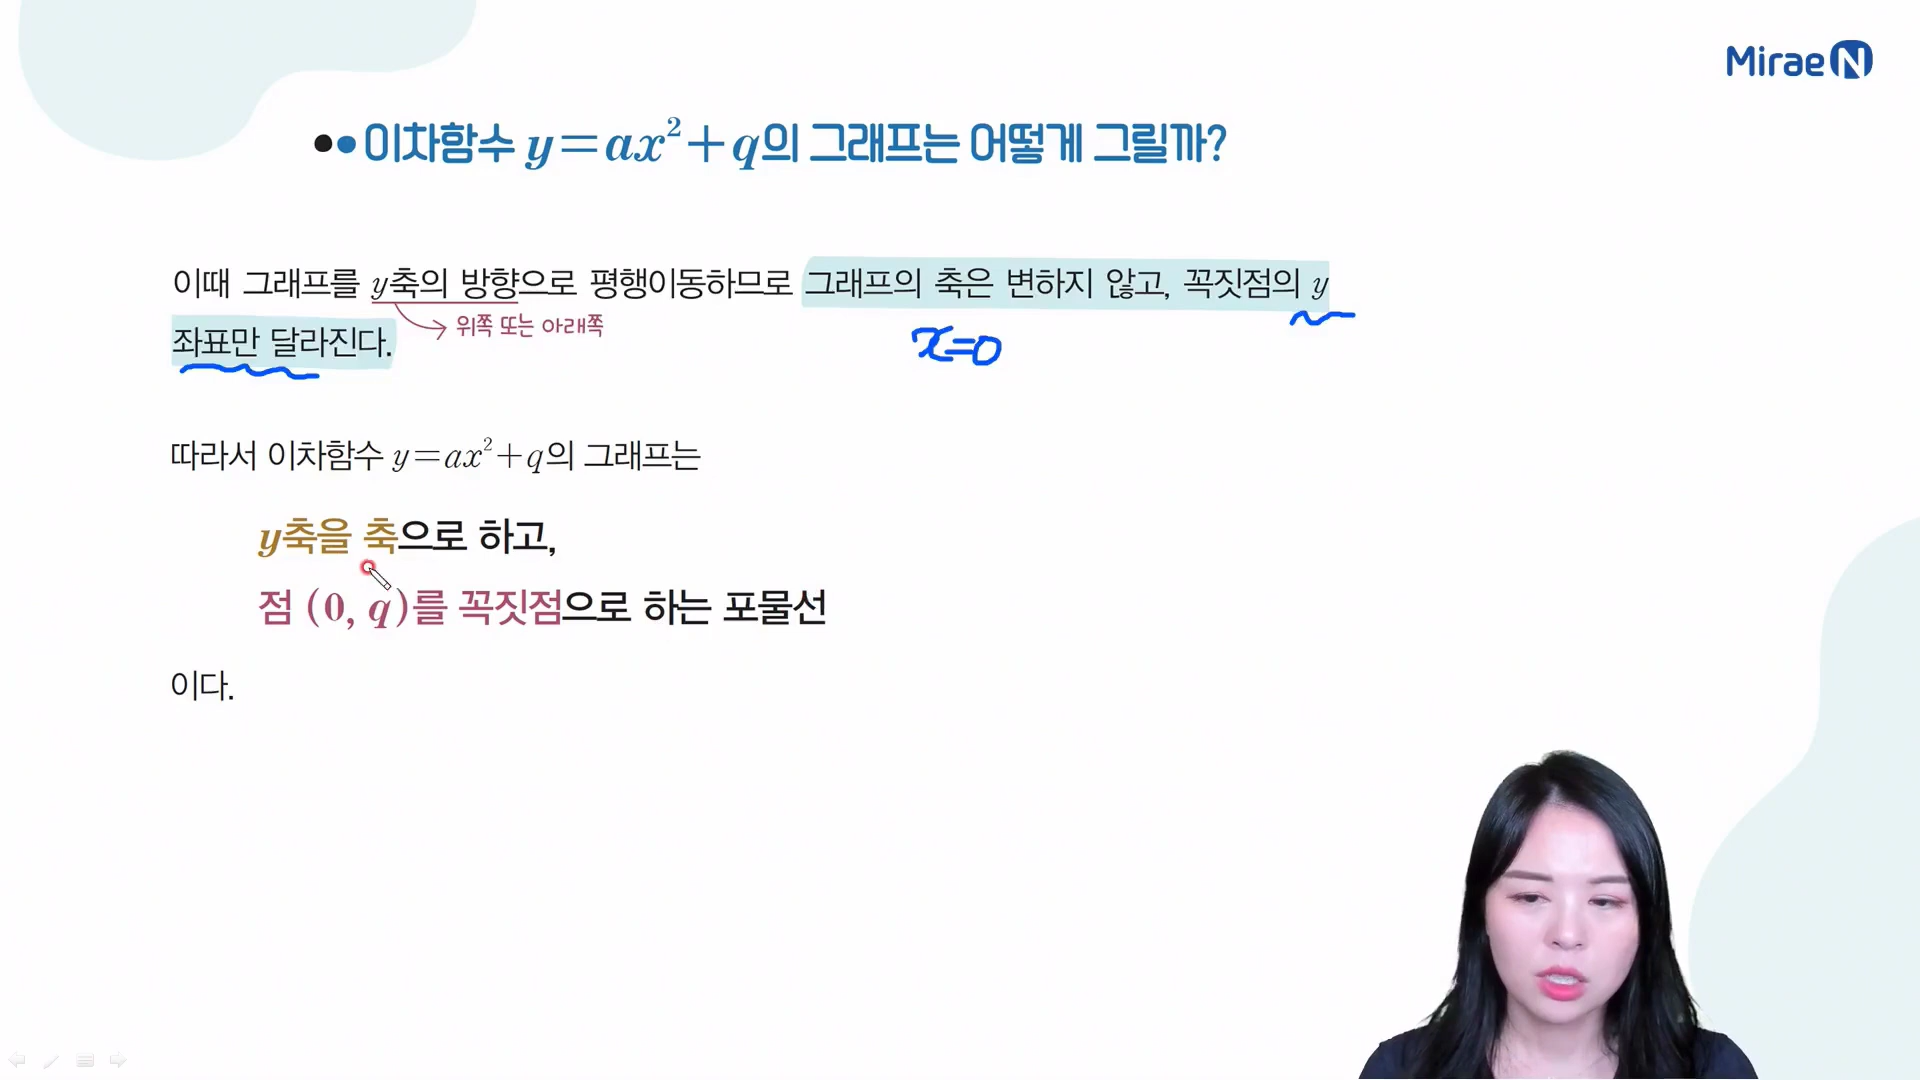 Mirae N
이차함수 y=ax²+q의 그래프는 어떻게 그릴까?
이때 그래프를 y축의 방향으로 평행이동하므로 그래프의 축은 변하지 않고, 꼭짓점의 y
위쪽 또는 아래쪽
좌표만 달라진다.
x=0
따라서 이차함수 y=ax²+q의 그래프는
y축을 축으로 하고,
점 (0, q)를 꼭짓점으로 하는 포물선
이다.